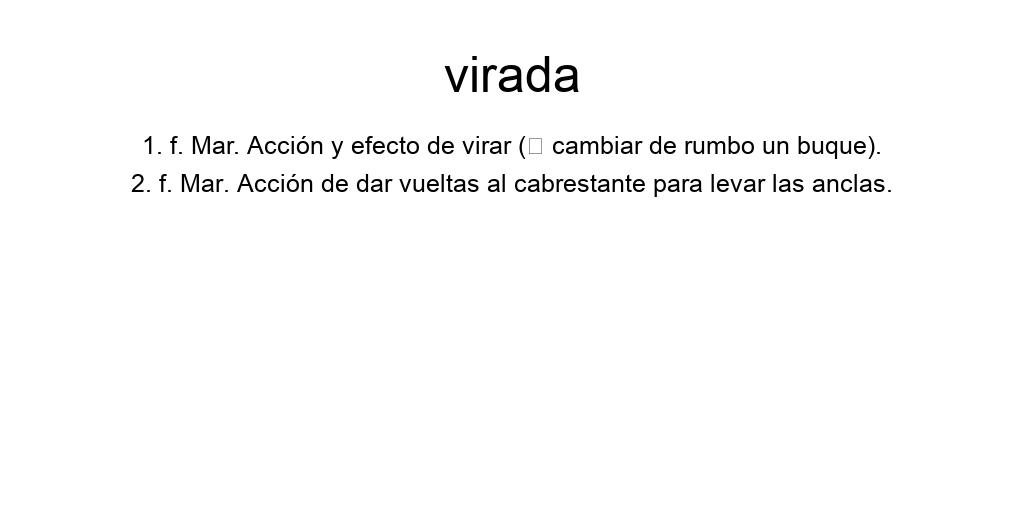 virada
1. f. Mar. Acción y efecto de virar (□ cambiar de rumbo un buque).
2. f. Mar. Acción de dar vueltas al cabrestante para levar las anclas.